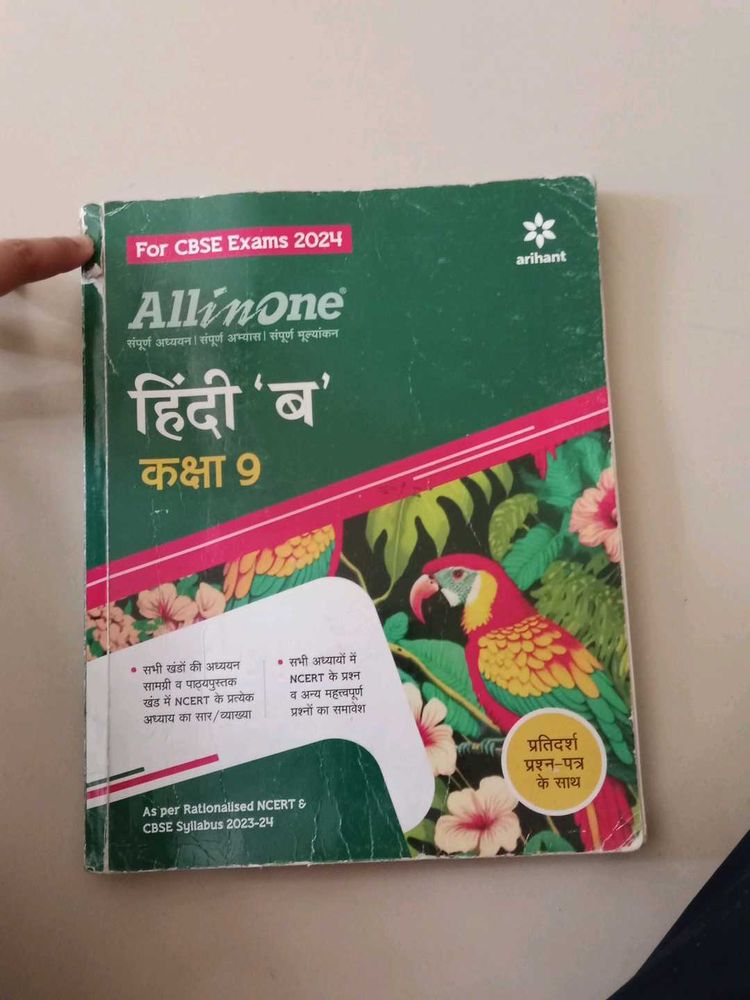 For CBSE Exams 2024
arihant
All in One®
संपूर्ण अध्ययन | संपूर्ण अभ्यास | संपूर्ण मूल्यांकन
हिंदी ‘ब’
कक्षा 9
• सभी खंडों की अध्ययन
सामग्री व पाठ्यपुस्तक
खंड में NCERT के प्रत्येक
अध्याय का सार/व्याख्या
• सभी अध्यायों में
NCERT के प्रश्न
व अन्य महत्त्वपूर्ण
प्रश्नों का समावेश
प्रतिदर्श
प्रश्न-पत्र
के साथ
As per Rationalised NCERT &
CBSE Syllabus 2023-24